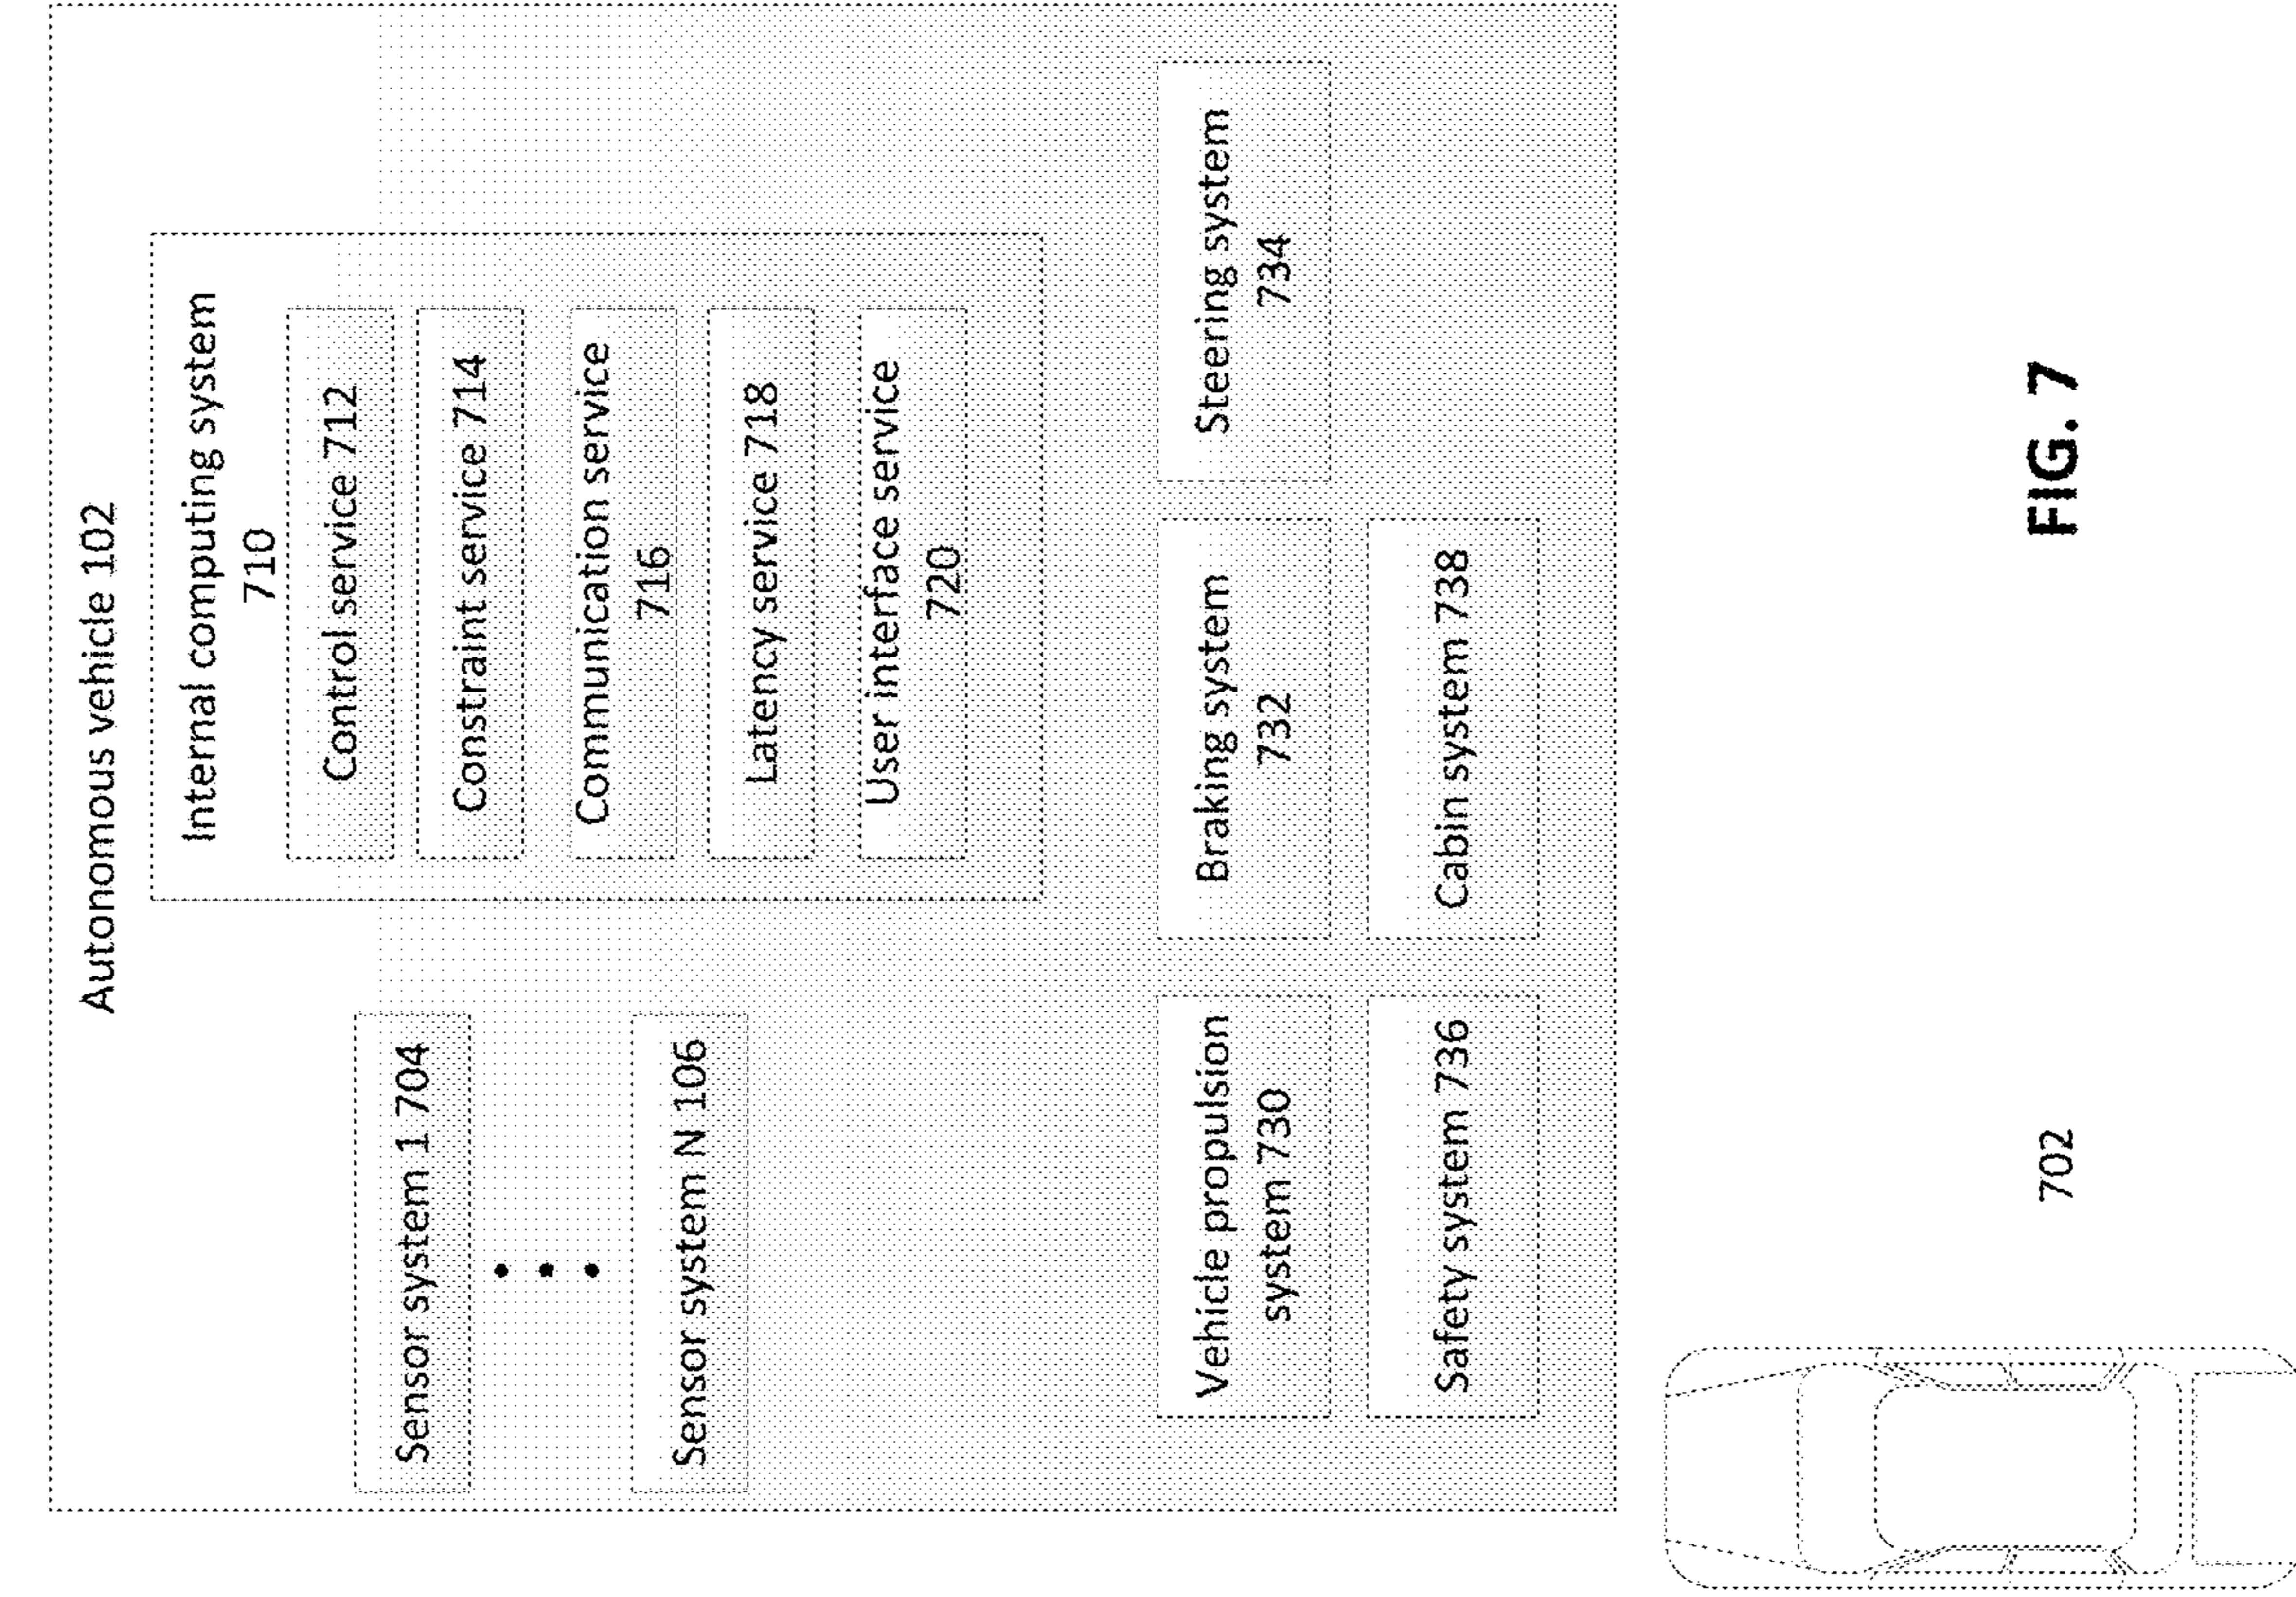 Autonomous vehicle 102
Sensor system 1 704
Sensor system N 106
Internal computing system
710
Control service 712
Constraint service 714
Communication service
716
Latency service 718
User interface service
720
Vehicle propulsion
system 730
Braking system
732
Steering system
734
Safety system 736
Cabin system 738
702
FIG. 7